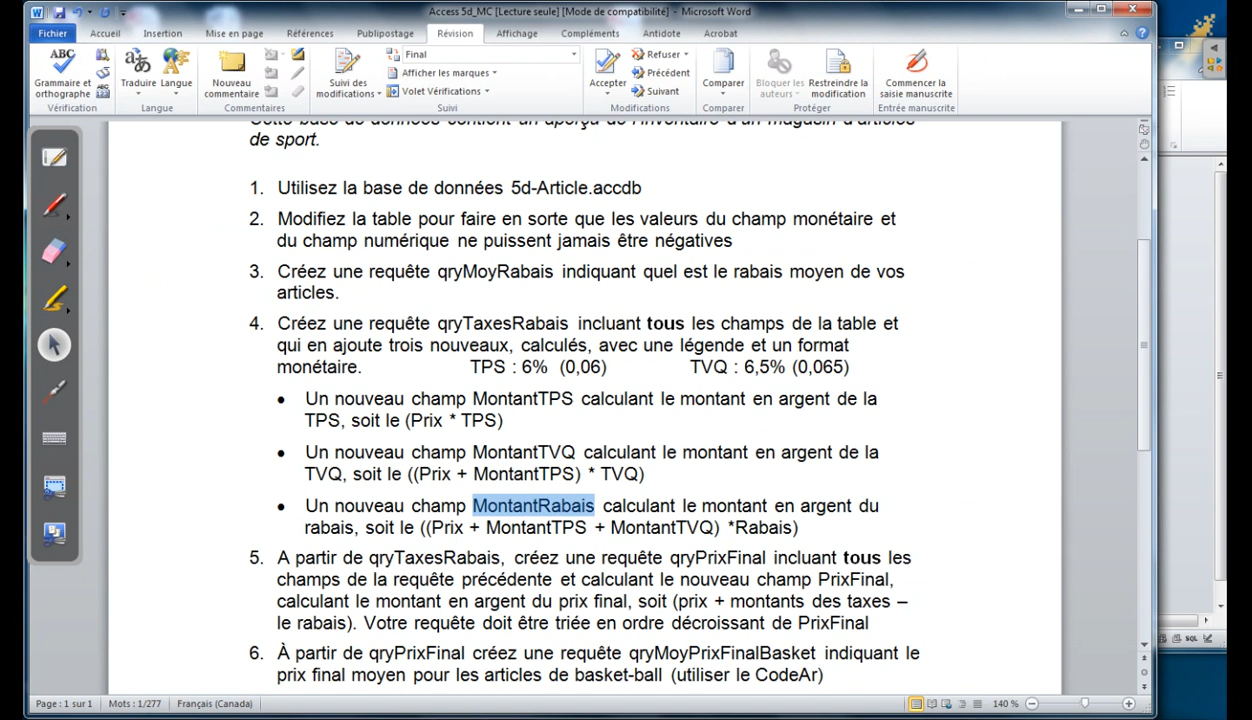 Access 5d_MC [Lecture seule] [Mode de compatibilité] - Microsoft Word
Fichier Accueil Insertion Mise en page Références Publipostage Révision Affichage Compléments Antidote Acrobat
ABC
Grammaire et orthographe
Traduire Langue
Nouveau commentaire
Suivi des modifications
Final
Afficher les marques
Volet Vérifications
Accepter
Refuser
Précédent
Suivant
Comparer
Bloquer les auteurs
Restreindre la modification
Commencer la saisie manuscrite
Vérification Langue Commentaires Suivi Modifications Comparer Protéger Entrée manuscrite
Cette base de données contient un aperçu de l'inventaire d'un magasin d'articles
de sport.
1. Utilisez la base de données 5d-Article.accdb
2. Modifiez la table pour faire en sorte que les valeurs du champ monétaire et
du champ numérique ne puissent jamais être négatives
3. Créez une requête qryMoyRabais indiquant quel est le rabais moyen de vos
articles.
4. Créez une requête qryTaxesRabais incluant tous les champs de la table et
qui en ajoute trois nouveaux, calculés, avec une légende et un format
monétaire. TPS : 6% (0,06) TVQ : 6,5% (0,065)
• Un nouveau champ MontantTPS calculant le montant en argent de la
TPS, soit le (Prix * TPS)
• Un nouveau champ MontantTVQ calculant le montant en argent de la
TVQ, soit le ((Prix + MontantTPS) * TVQ)
• Un nouveau champ MontantRabais calculant le montant en argent du
rabais, soit le ((Prix + MontantTPS + MontantTVQ) *Rabais)
5. A partir de qryTaxesRabais, créez une requête qryPrixFinal incluant tous les
champs de la requête précédente et calculant le nouveau champ PrixFinal,
calculant le montant en argent du prix final, soit (prix + montants des taxes –
le rabais). Votre requête doit être triée en ordre décroissant de PrixFinal
6. À partir de qryPrixFinal créez une requête qryMoyPrixFinalBasket indiquant le
prix final moyen pour les articles de basket-ball (utiliser le CodeAr)
Page : 1 sur 1 Mots : 1/277 Français (Canada) 140 %
SQL